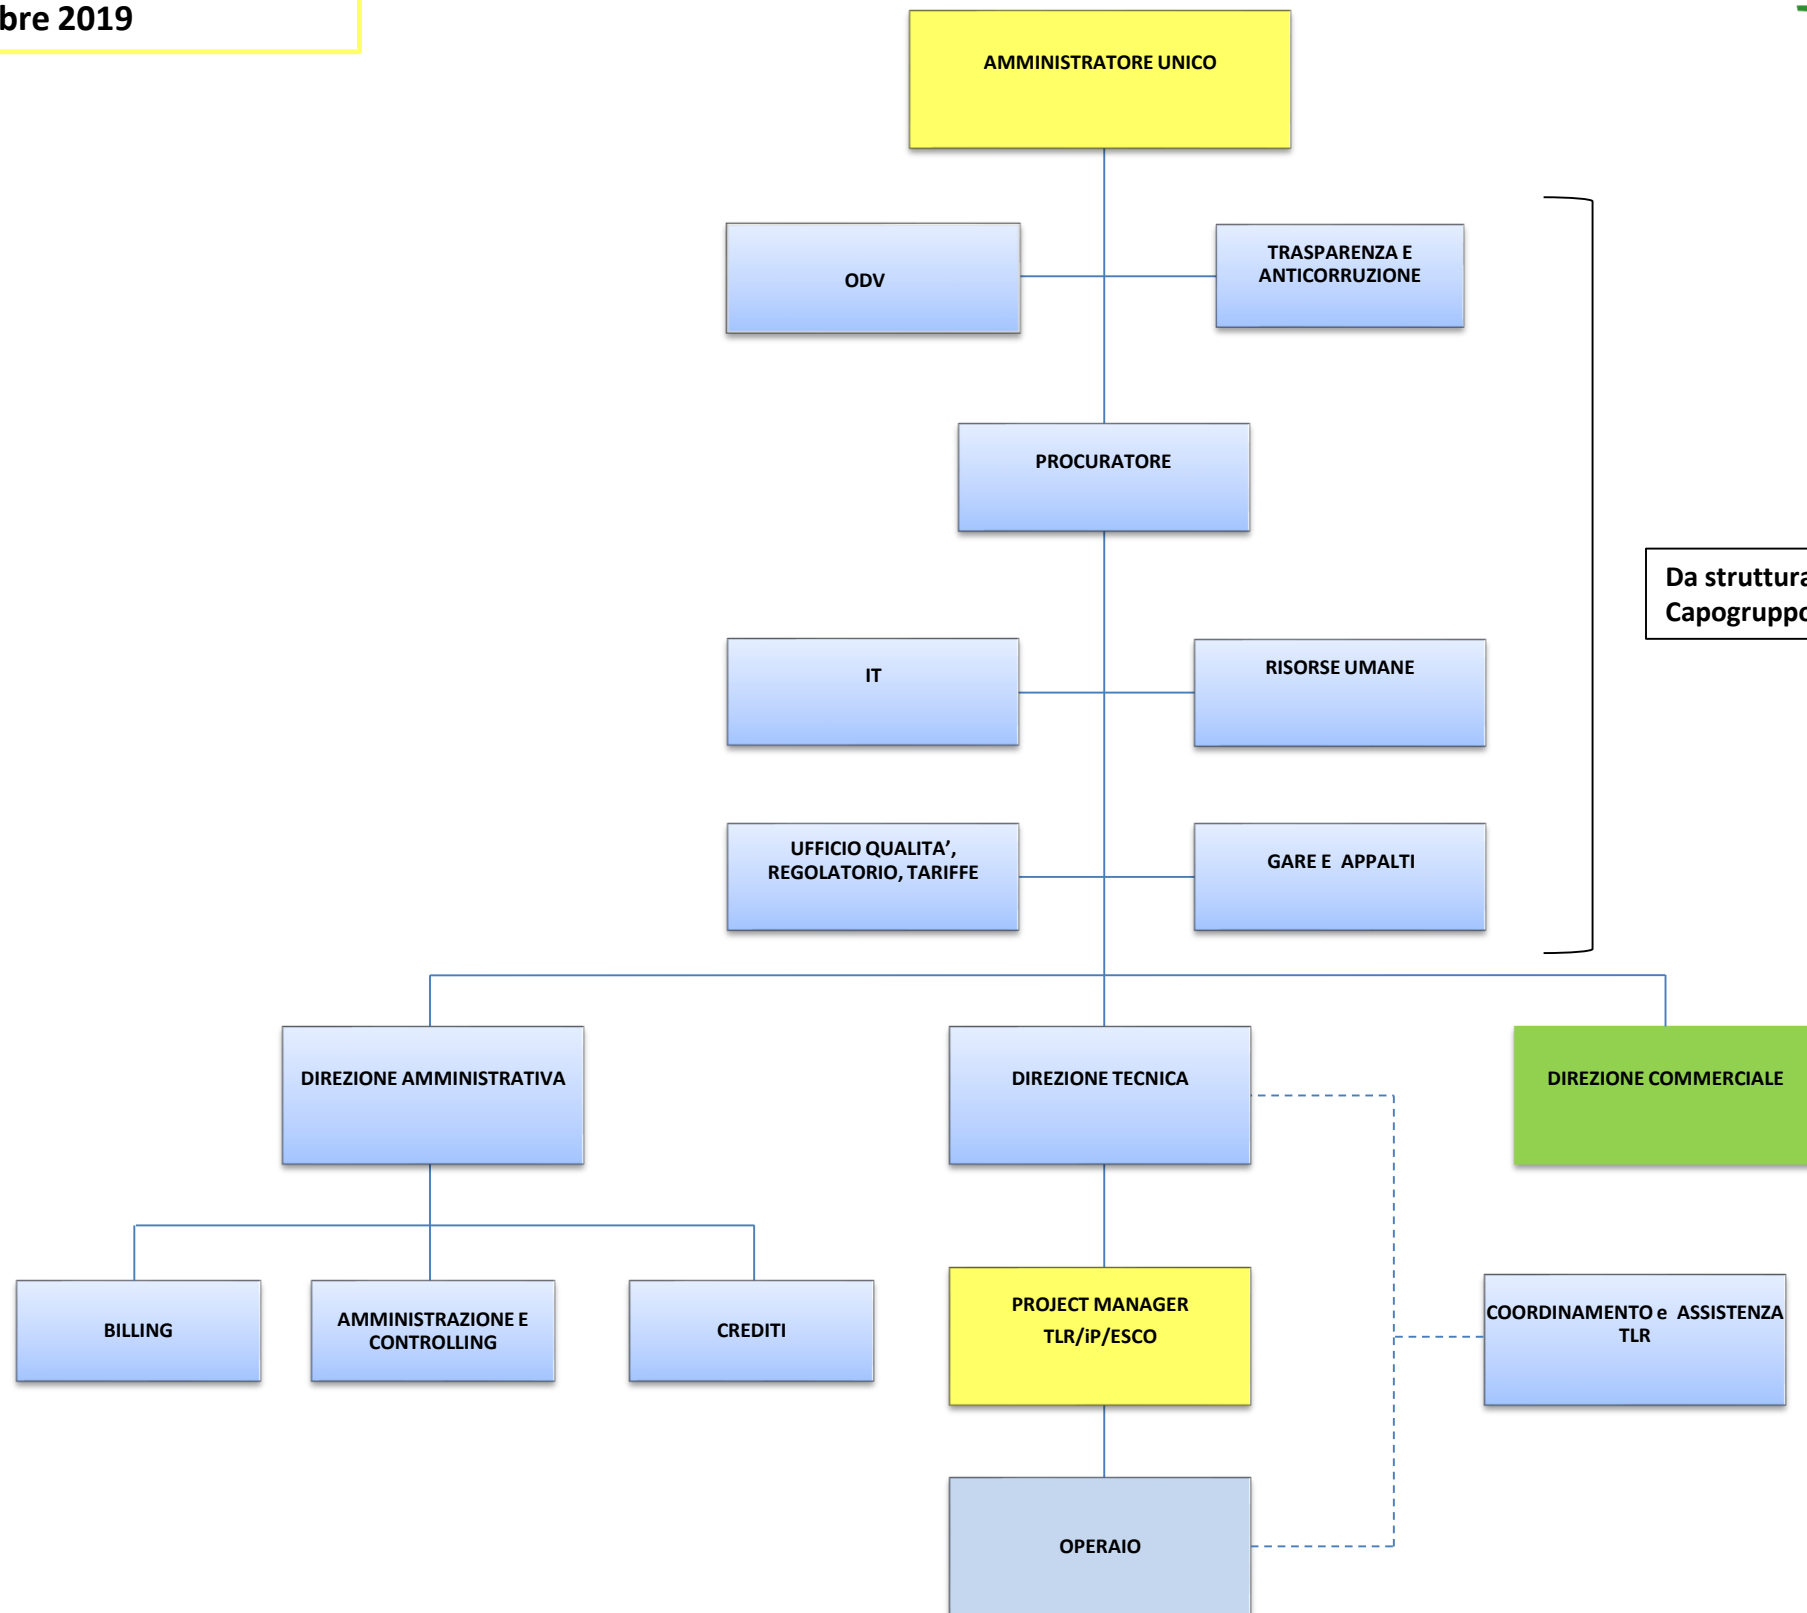 bre 2019
AMMINISTRATORE UNICO
ODV
TRASPARENZA E
ANTICORRUZIONE
PROCURATORE
Da struttura
Capogruppo
IT
RISORSE UMANE
UFFICIO QUALITA’,
REGOLATORIO, TARIFFE
GARE E APPALTI
DIREZIONE AMMINISTRATIVA
DIREZIONE TECNICA
DIREZIONE COMMERCIALE
BILLING
AMMINISTRAZIONE E
CONTROLLING
CREDITI
PROJECT MANAGER
TLR/iP/ESCO
COORDINAMENTO e ASSISTENZA
TLR
OPERAIO